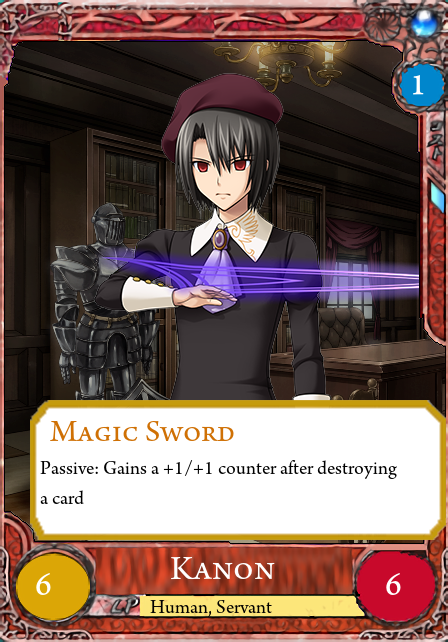 1
Magic Sword
Passive: Gains a +1/+1 counter after destroying
a card
Kanon
6
6
LP
Human, Servant